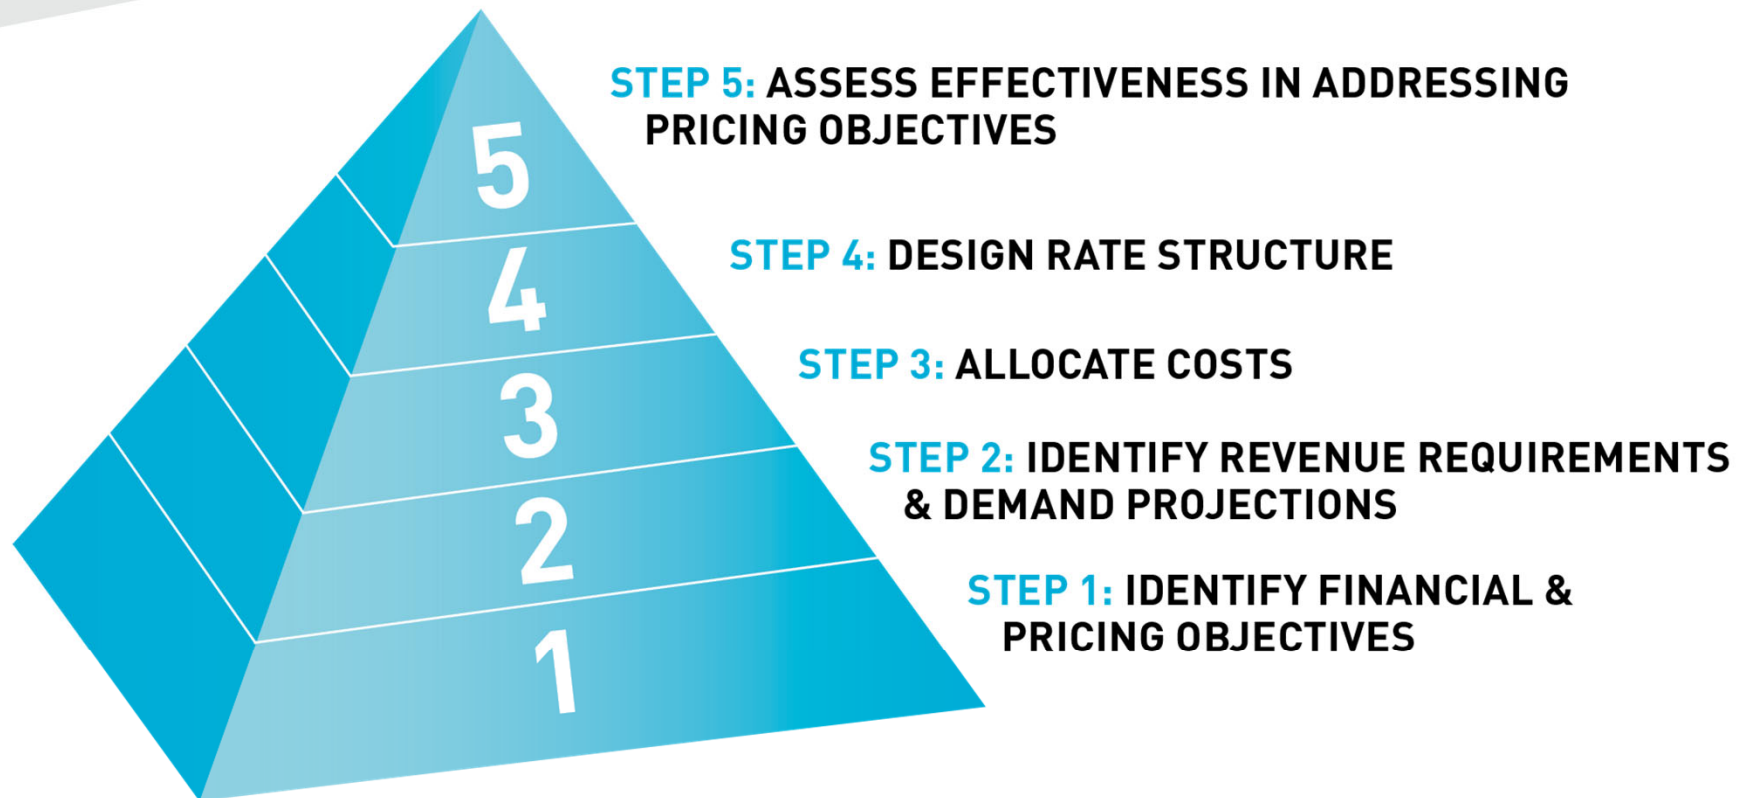 5
STEP 5: ASSESS EFFECTIVENESS IN ADDRESSING
PRICING OBJECTIVES
4
STEP 4: DESIGN RATE STRUCTURE
3
STEP 3: ALLOCATE COSTS
2
STEP 2: IDENTIFY REVENUE REQUIREMENTS
& DEMAND PROJECTIONS
1
STEP 1: IDENTIFY FINANCIAL &
PRICING OBJECTIVES